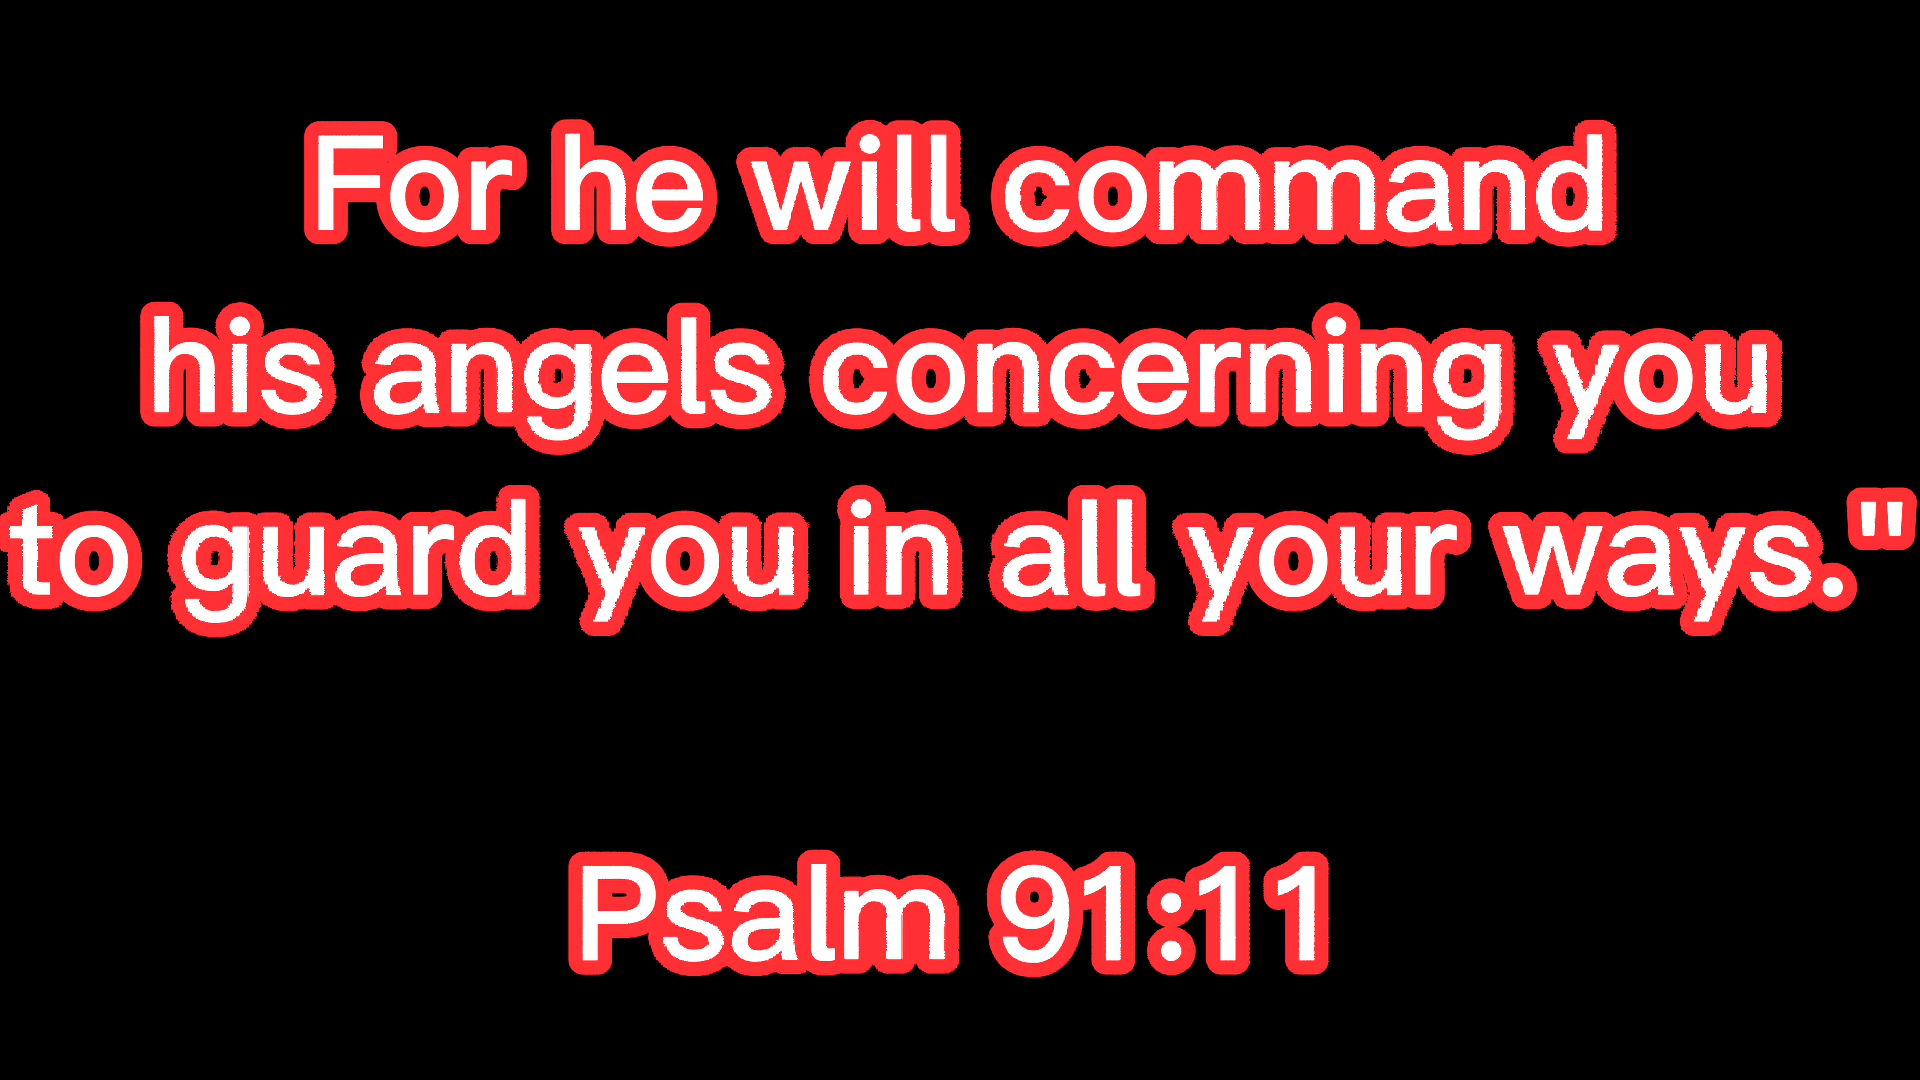 For he will command
his angels concerning you
to guard you in all your ways."
Psalm 91:11